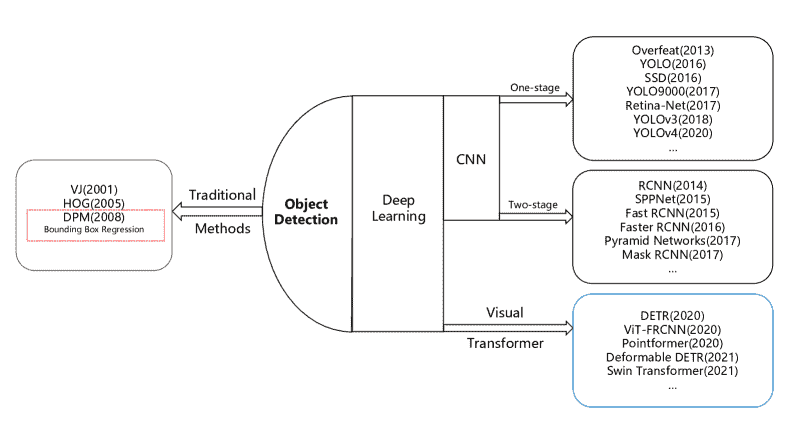 VJ(2001)
HOG(2005)
DPM(2008)
Bounding Box Regression
Traditional
Methods
Object
Detection
Deep
Learning
CNN
One-stage
Overfeat(2013)
YOLO(2016)
SSD(2016)
YOLO9000(2017)
Retina-Net(2017)
YOLOv3(2018)
YOLOv4(2020)
...
Two-stage
RCNN(2014)
SPPNet(2015)
Fast RCNN(2015)
Faster RCNN(2016)
Pyramid Networks(2017)
Mask RCNN(2017)
...
Visual
Transformer
DETR(2020)
ViT-FRCNN(2020)
Pointformer(2020)
Deformable DETR(2021)
Swin Transformer(2021)
...